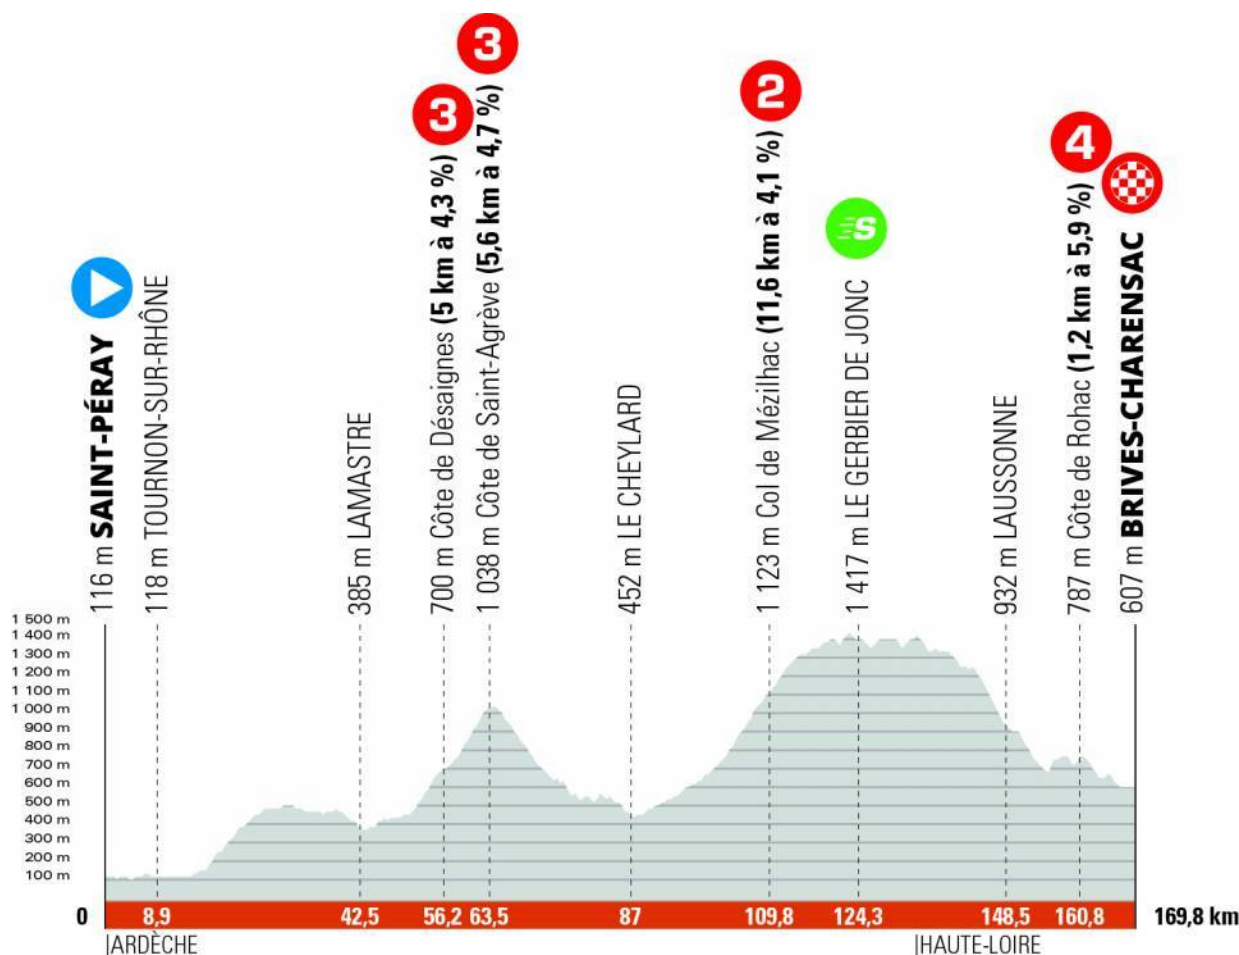 3
3
2
4
S
116 m SAINT-PÉRAY
118 m TOURNON-SUR-RHÔNE
385 m LAMASTRE
700 m Côte de Désaignes (5 km à 4,3 %)
1 038 m Côte de Saint-Agrève (5,6 km à 4,7 %)
452 m LE CHEYLARD
1 123 m Col de Mézilhac (11,6 km à 4,1 %)
1 417 m LE GERBIER DE JONC
932 m LAUSSONNE
787 m Côte de Rohac (1,2 km à 5,9 %)
607 m BRIVES-CHARENSAC
1 500 m
1 400 m
1 300 m
1 200 m
1 100 m
1 000 m
900 m
800 m
700 m
600 m
500 m
400 m
300 m
200 m
100 m
0 8,9 42,5 56,2 63,5 87 109,8 124,3 148,5 160,8 169,8 km
|ARDÈCHE |HAUTE-LOIRE